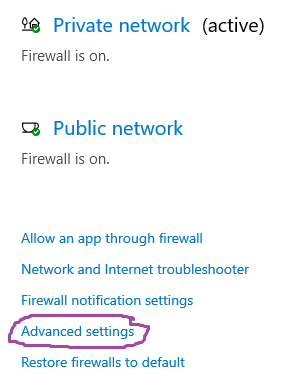 Private network (active)
Firewall is on.
Public network
Firewall is on.
Allow an app through firewall
Network and Internet troubleshooter
Firewall notification settings
Advanced settings
Restore firewalls to default